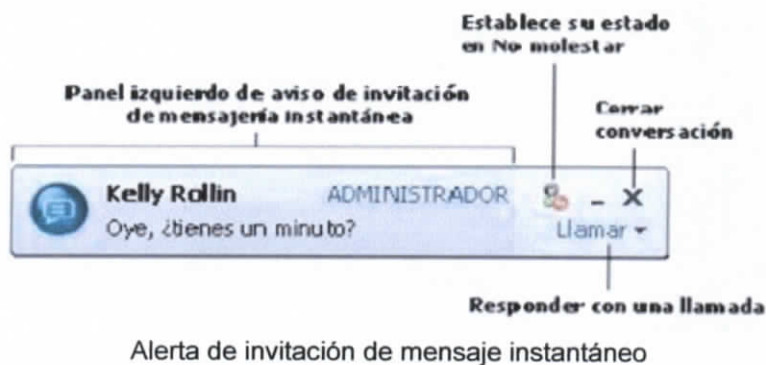 Establece su estado
en No molestar
Panel izquierdo de aviso de invitación
de mensajería instantánea
Cerrar
conversación
Kelly Rollin ADMINISTRADOR
Oye, ¿tienes un minuto?
Llamar
Responder con una llamada
Alerta de invitación de mensaje instantáneo